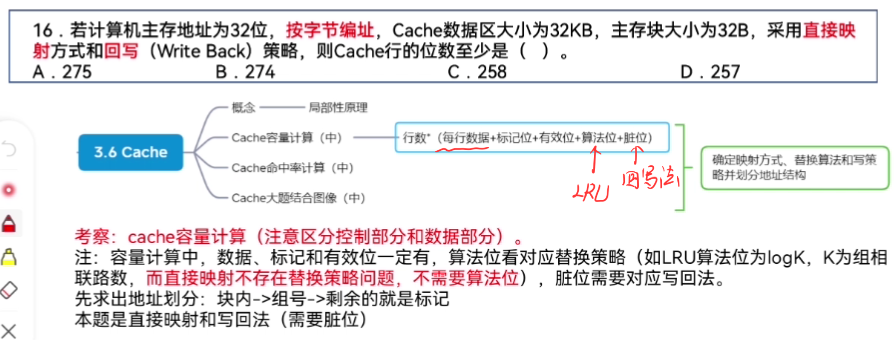 16．若计算机主存地址为32位，按字节编址，Cache数据区大小为32KB，主存块大小为32B，采用直接映
射方式和回写（Write Back）策略，则Cache行的位数至少是（ ）。
A．275 B．274 C．258 D．257
概念 局部性原理
3.6 Cache
Cache容量计算（中） 行数*（每行数据+标记位+有效位+算法位+脏位）
Cache命中率计算（中）
Cache大题结合图像（中）
确定映射方式、替换算法和写策
略并划分地址结构
LRU 回写法
考察：cache容量计算（注意区分控制部分和数据部分）。
注：容量计算中，数据、标记和有效位一定有，算法位看对应替换策略（如LRU算法位为logK，K为组相
联路数，而直接映射不存在替换策略问题，不需要算法位），脏位需要对应写回法。
先求出地址划分：块内->组号->剩余的就是标记
本题是直接映射和写回法（需要脏位）